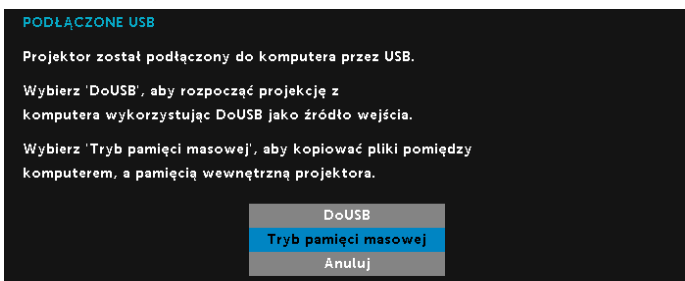 PODŁĄCZONE USB
Projektor został podłączony do komputera przez USB.
Wybierz 'DoUSB', aby rozpocząć projekcję z
komputera wykorzystując DoUSB jako źródło wejścia.
Wybierz 'Tryb pamięci masowej', aby kopiować pliki pomiędzy
komputerem, a pamięcią wewnętrzną projektora.
DoUSB
Tryb pamięci masowej
Anuluj